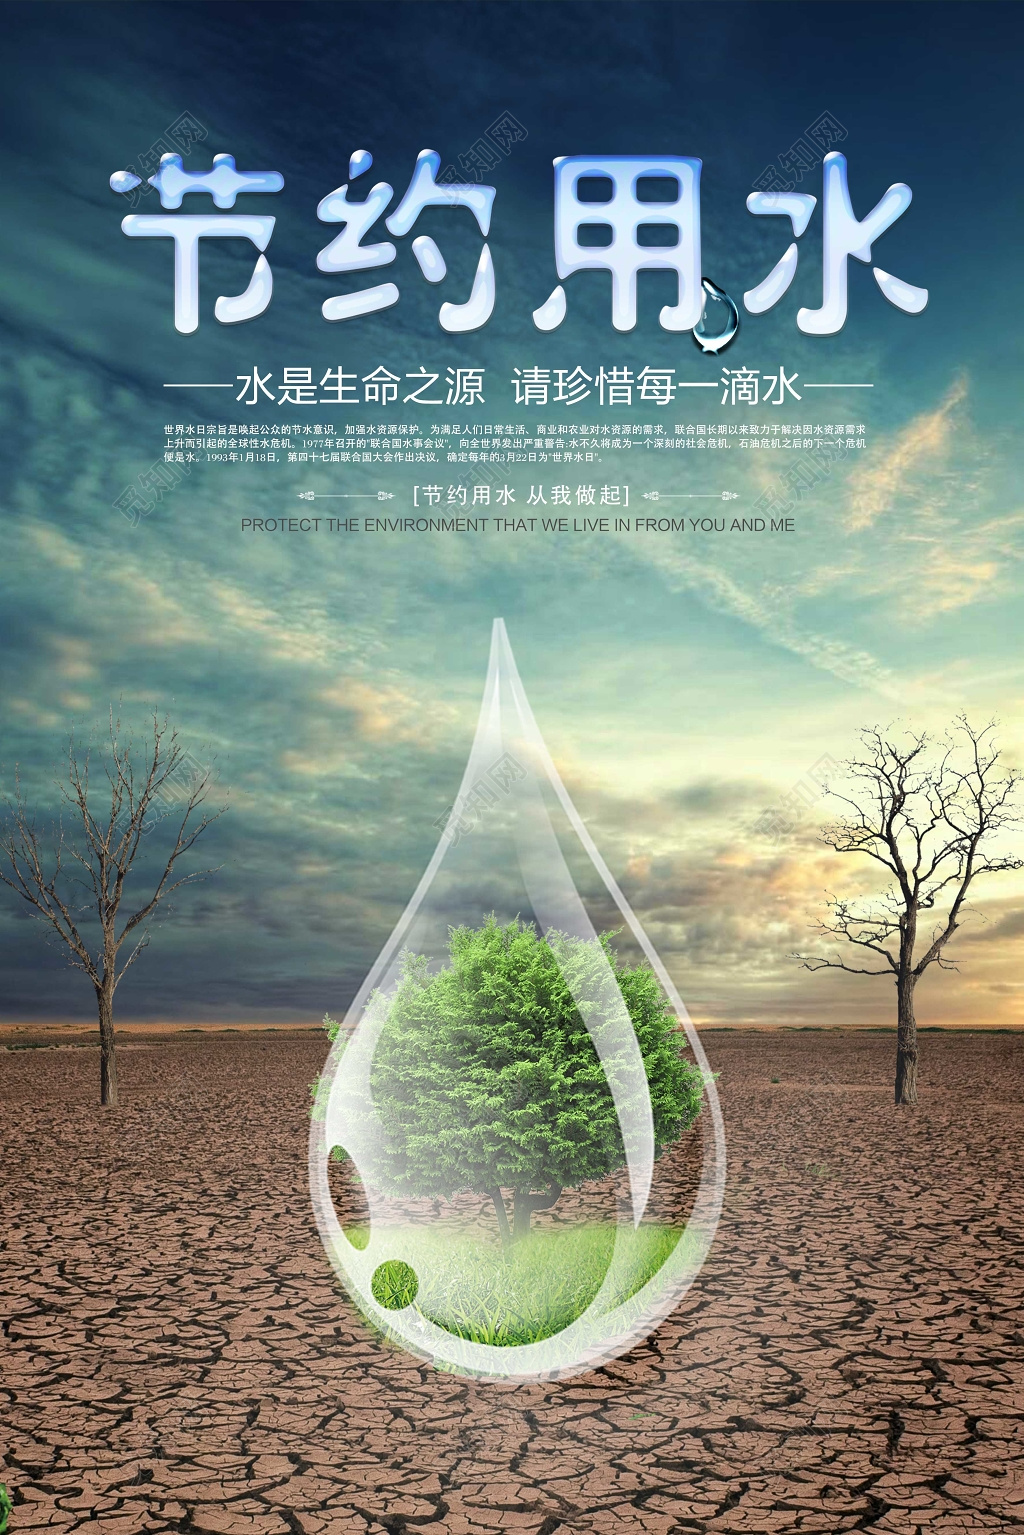 节约用水
水是生命之源 请珍惜每一滴水
世界水日宗旨是唤起公众的节水意识，加强水资源保护。为满足人们日常生活、商业和农业对水资源的需求，联合国长期以来致力于解决因水资源需求
上升而引起的全球性水危机。1977年召开的"联合国水事会议"，向全世界发出严重警告:水不久将成为一个深刻的社会危机，石油危机之后的下一个危机
便是水。1993年1月18日，第四十七届联合国大会作出决议，确定每年的3月22日为"世界水日"。
[节约用水 从我做起]
PROTECT THE ENVIRONMENT THAT WE LIVE IN FROM YOU AND ME
觅知网